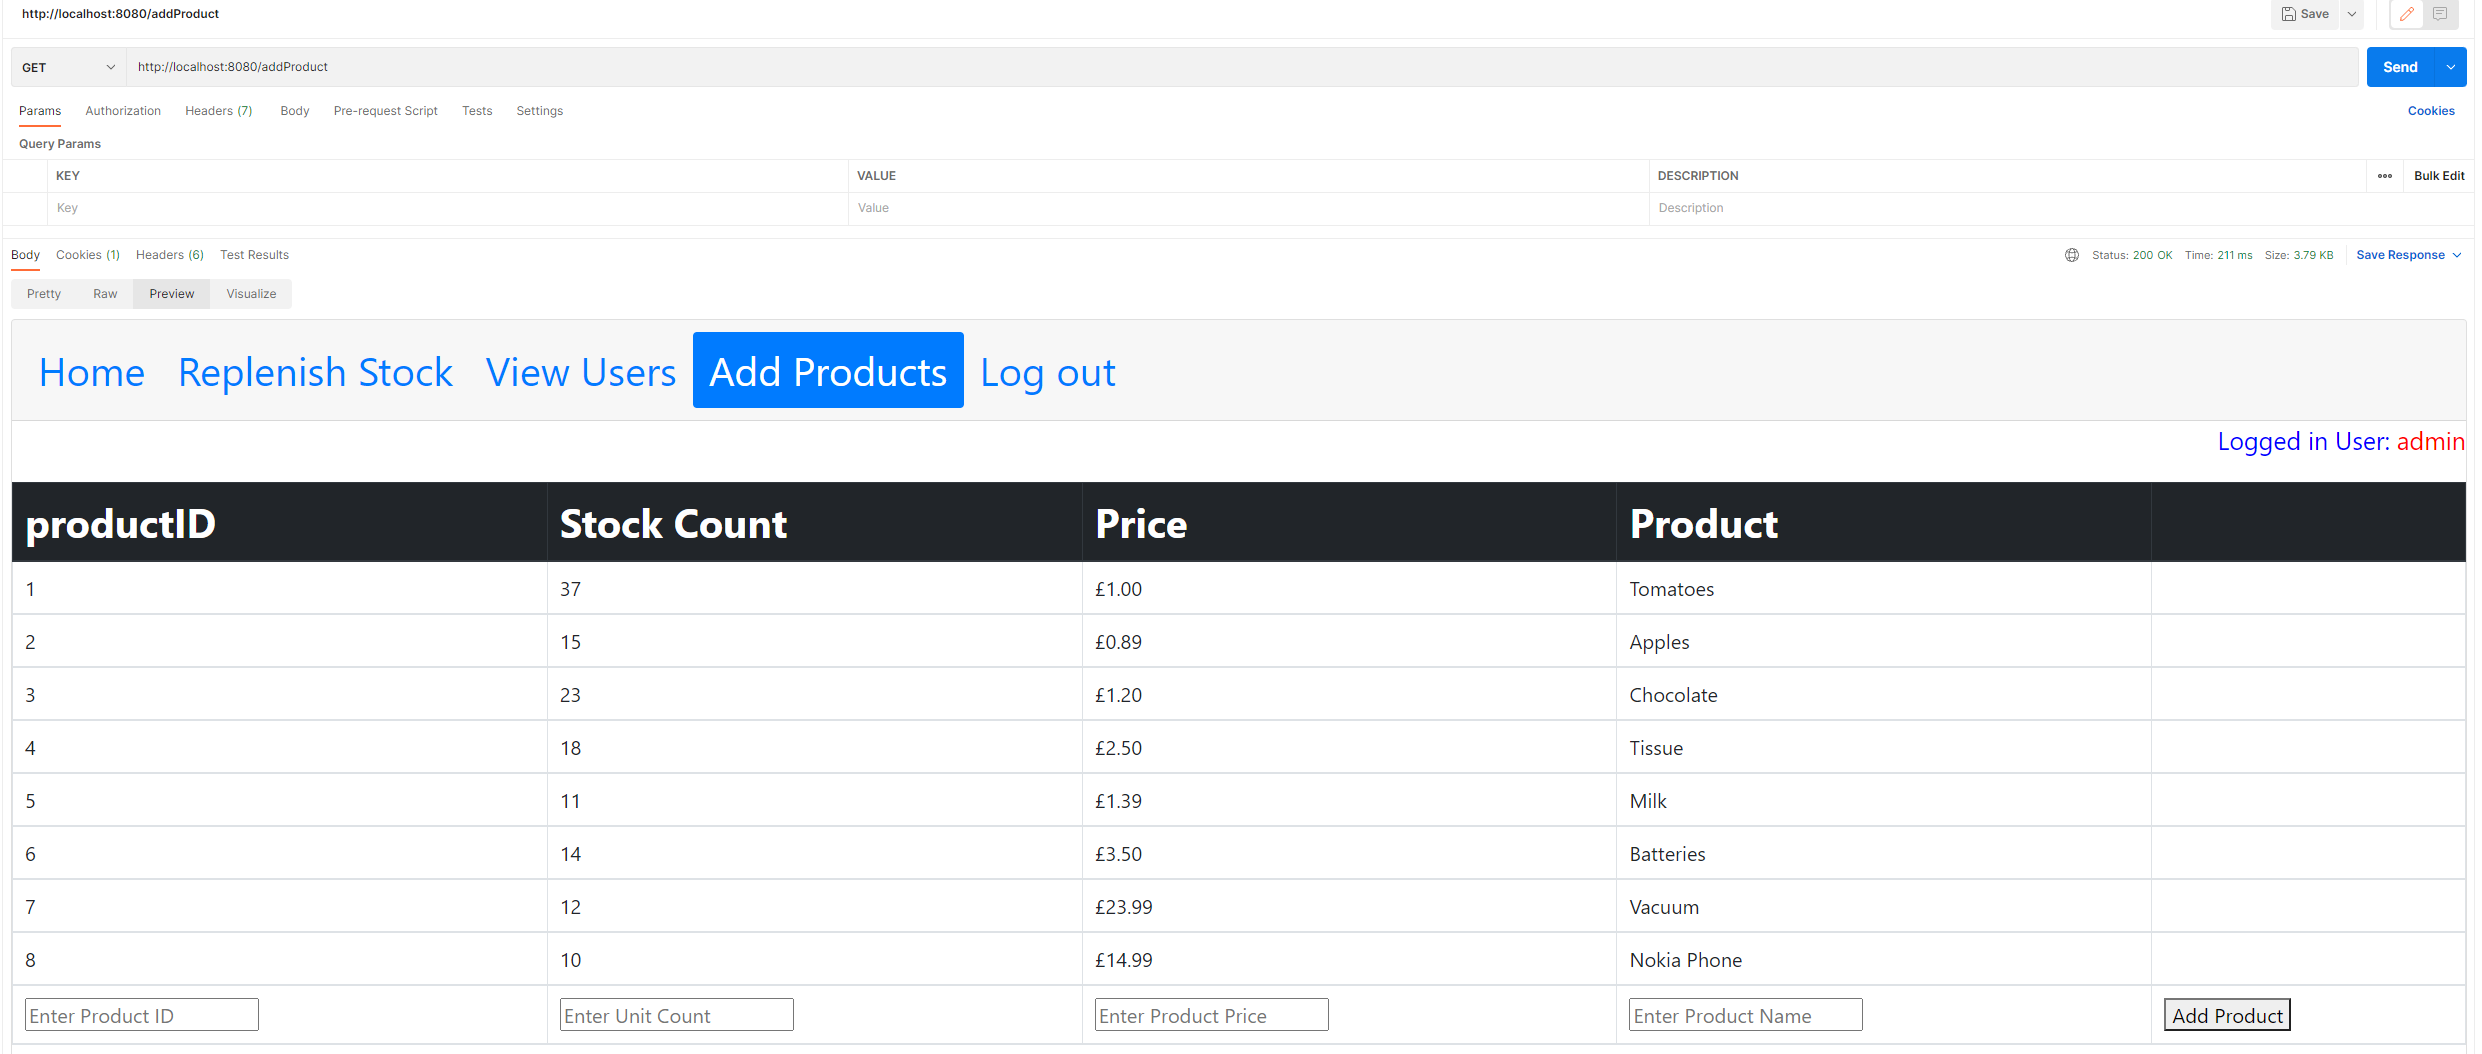 http://localhost:8080/addProduct Save
GET http://localhost:8080/addProduct Send
Params Authorization Headers (7) Body Pre-request Script Tests Settings Cookies
Query Params
KEY VALUE DESCRIPTION Bulk Edit
Key Value Description
Body Cookies (1) Headers (6) Test Results Status: 200 OK Time: 211 ms Size: 3.79 KB Save Response
Pretty Raw Preview Visualize
Home Replenish Stock View Users Add Products Log out
Logged in User: admin
productID Stock Count Price Product
1 37 £1.00 Tomatoes
2 15 £0.89 Apples
3 23 £1.20 Chocolate
4 18 £2.50 Tissue
5 11 £1.39 Milk
6 14 £3.50 Batteries
7 12 £23.99 Vacuum
8 10 £14.99 Nokia Phone
Enter Product ID Enter Unit Count Enter Product Price Enter Product Name Add Product